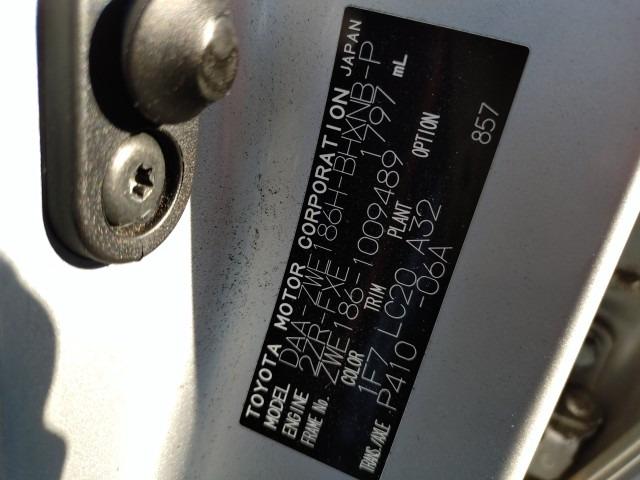 TOYOTA MOTOR CORPORATION JAPAN
MODEL DAA-ZWE186H-BHXNB-P
ENGINE 2ZR-FXE 1797 mL
FRAME No. ZWE186-1009489
COLOR TRIM PLANT OPTION
1F7 LC20 A32
TRANS./AXLE P410 -06A
857